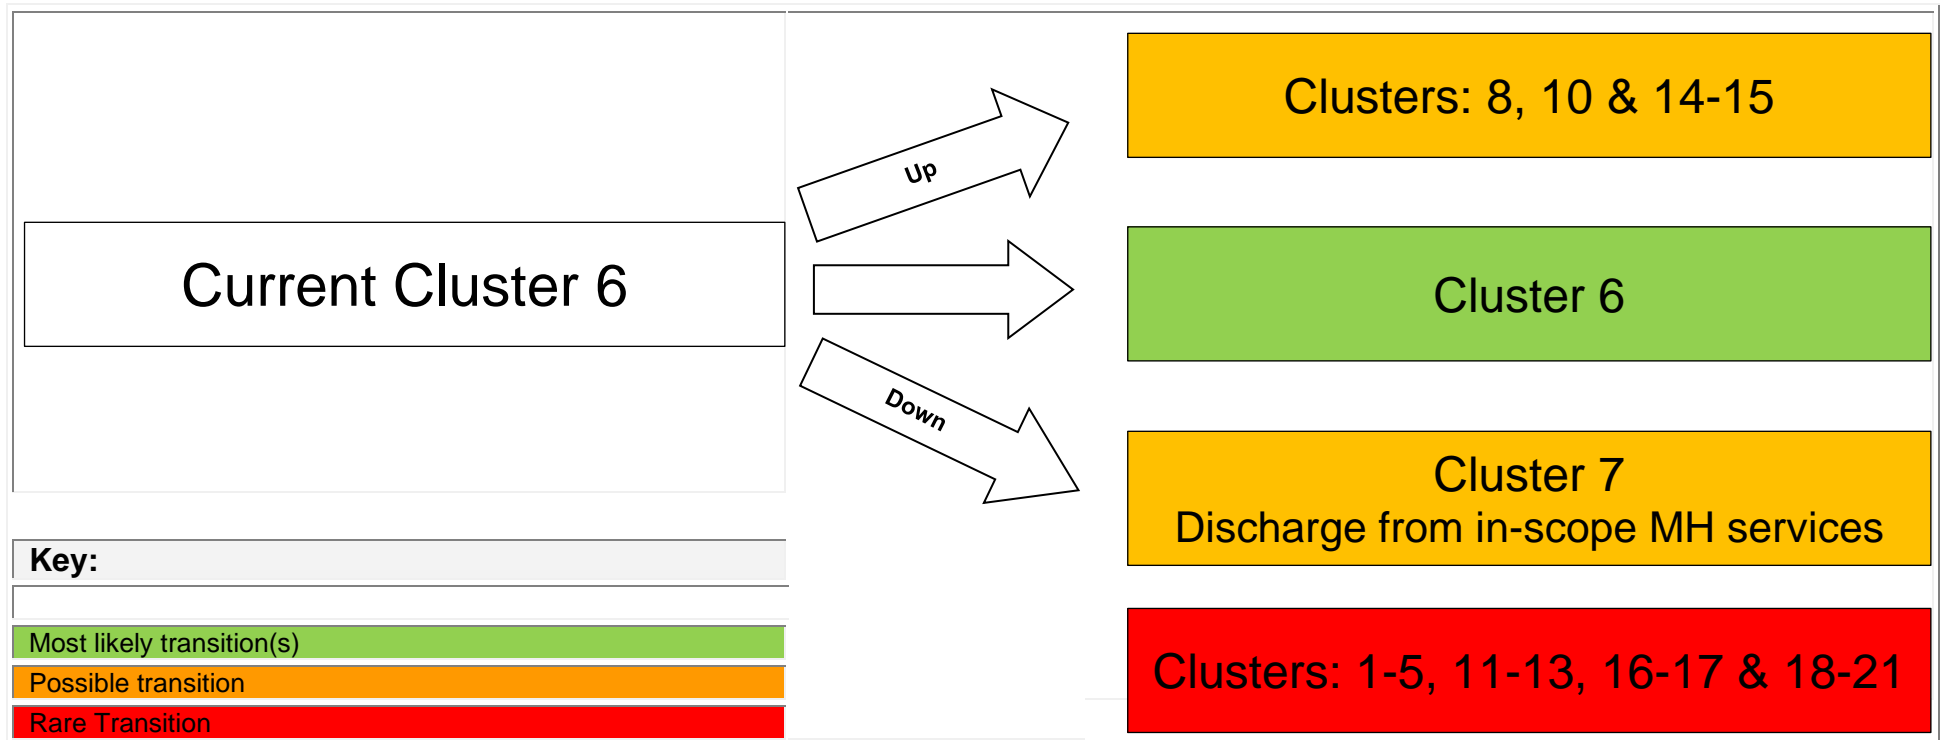 Current Cluster 6
Up
Down
Clusters: 8, 10 & 14-15
Cluster 6
Cluster 7
Discharge from in-scope MH services
Clusters: 1-5, 11-13, 16-17 & 18-21
Key:
Most likely transition(s)
Possible transition
Rare Transition